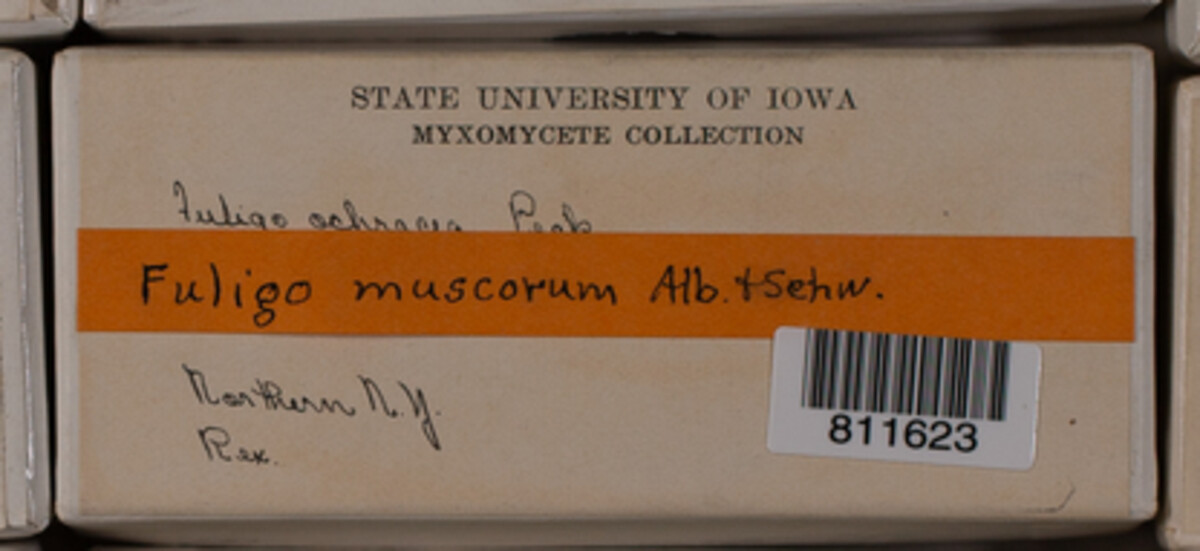 STATE UNIVERSITY OF IOWA
MYXOMYCETE COLLECTION
Fuligo ochracea Peck
Fuligo muscorum Alb. + Schw.
Northern N.Y.
Rex.
811623